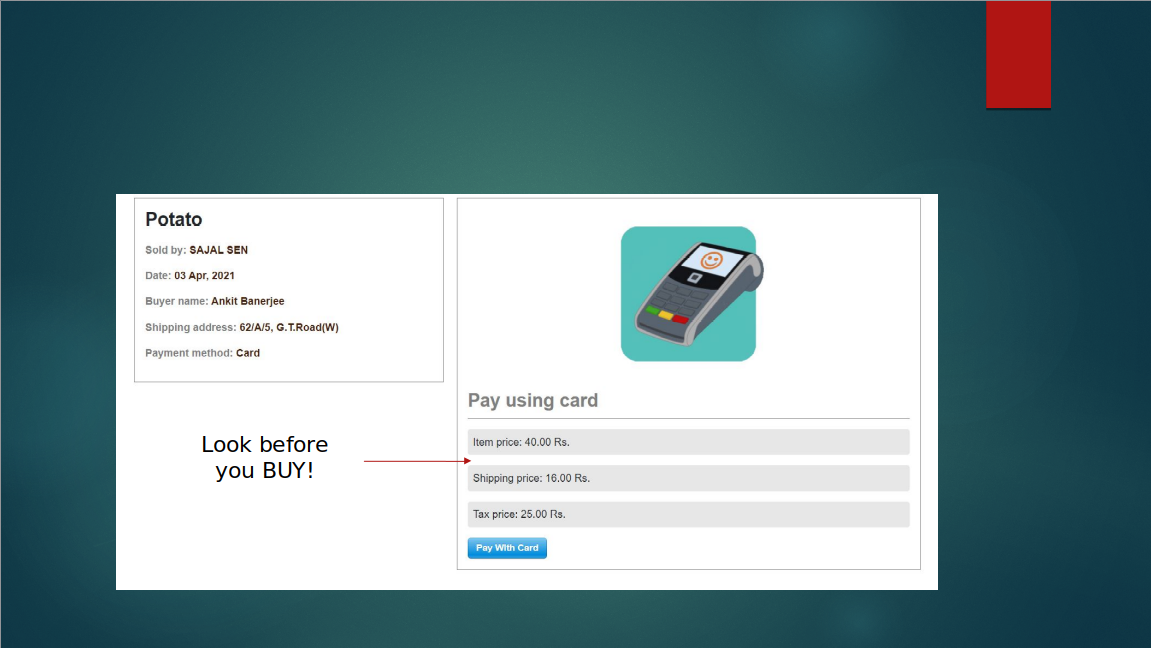 Potato
Sold by: SAJAL SEN
Date: 03 Apr, 2021
Buyer name: Ankit Banerjee
Shipping address: 62/A/5, G.T.Road(W)
Payment method: Card
Look before
you BUY!
Pay using card
Item price: 40.00 Rs.
Shipping price: 16.00 Rs.
Tax price: 25.00 Rs.
Pay With Card